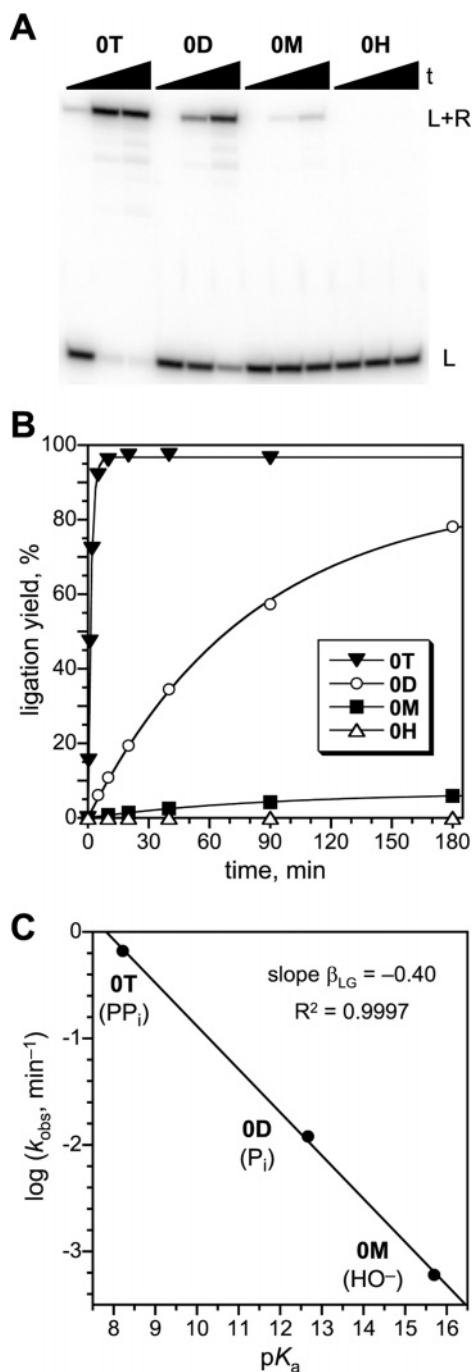 A
0T 0D 0M 0H
t
L+R
L
B
100
80
60
40
20
0
ligation yield, %
0T
0D
0M
0H
0 30 60 90 120 150 180
time, min
C
0
-1
-2
-3
log (kobs, min–1)
slope βLG = –0.40
R2 = 0.9997
0T
(PPi)
0D
(Pi)
0M
(HO–)
8 9 10 11 12 13 14 15 16
pKa